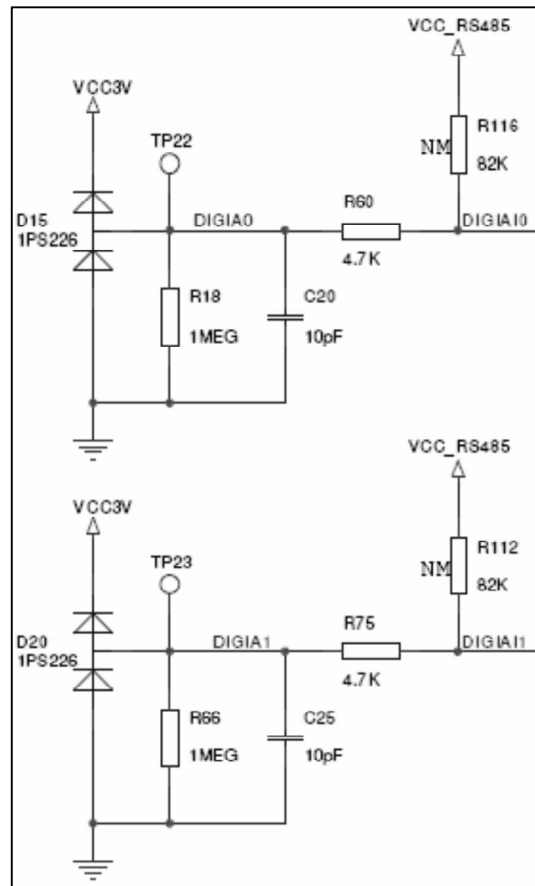 VCC_RS485
VCC3V
TP22
R116
NM
82K
D15
1PS226
DIGIA0
R60
DIGIAI0
4.7K
R18
1MEG
C20
10pF
VCC_RS485
VCC3V
TP23
R112
NM
82K
D20
1PS226
DIGIA1
R75
DIGIAI1
4.7K
R66
1MEG
C25
10pF